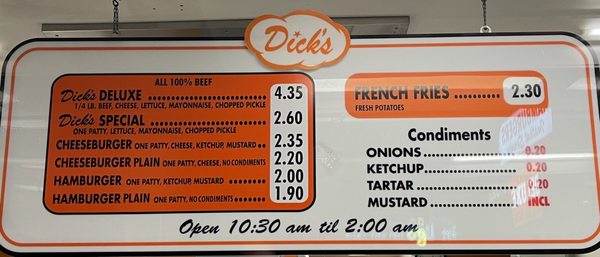 Dick's
ALL 100% BEEF
Dick's DELUXE .......... 4.35
1/4 LB. BEEF, CHEESE, LETTUCE, MAYONNAISE, CHOPPED PICKLE
Dick's SPECIAL .......... 2.60
ONE PATTY, LETTUCE, MAYONNAISE, CHOPPED PICKLE
CHEESEBURGER ONE PATTY, CHEESE, KETCHUP, MUSTARD .. 2.35
CHEESEBURGER PLAIN ONE PATTY, CHEESE, NO CONDIMENTS 2.20
HAMBURGER ONE PATTY, KETCHUP, MUSTARD ....... 2.00
HAMBURGER PLAIN ONE PATTY, NO CONDIMENTS ...... 1.90
FRENCH FRIES .......... 2.30
FRESH POTATOES
Condiments
ONIONS .......... 0.20
KETCHUP .......... 0.20
TARTAR .......... 0.20
MUSTARD .......... INCL
Open 10:30 am til 2:00 am